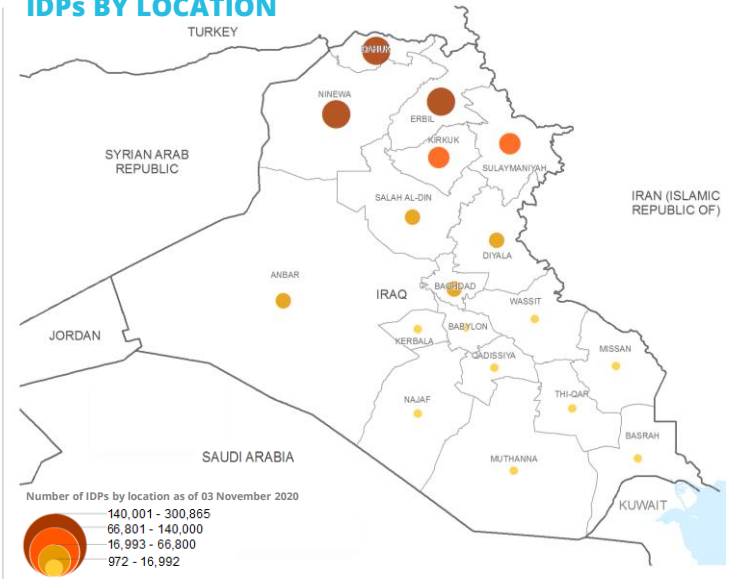 IDPs BY LOCATION
TURKEY
DAHUK
NINEWA
ERBIL
KIRKUK
SULAYMANIYAH
SYRIAN ARAB
REPUBLIC
SALAH AL-DIN
IRAN (ISLAMIC
REPUBLIC OF)
DIYALA
ANBAR
IRAQ
BAGHDAD
WASSIT
JORDAN
KERBALA
BABYLON
QADISSIYA
MISSAN
NAJAF
THI-QAR
BASRAH
SAUDI ARABIA
MUTHANNA
KUWAIT
Number of IDPs by location as of 03 November 2020
140,001 - 300,865
66,801 - 140,000
16,993 - 66,800
972 - 16,992